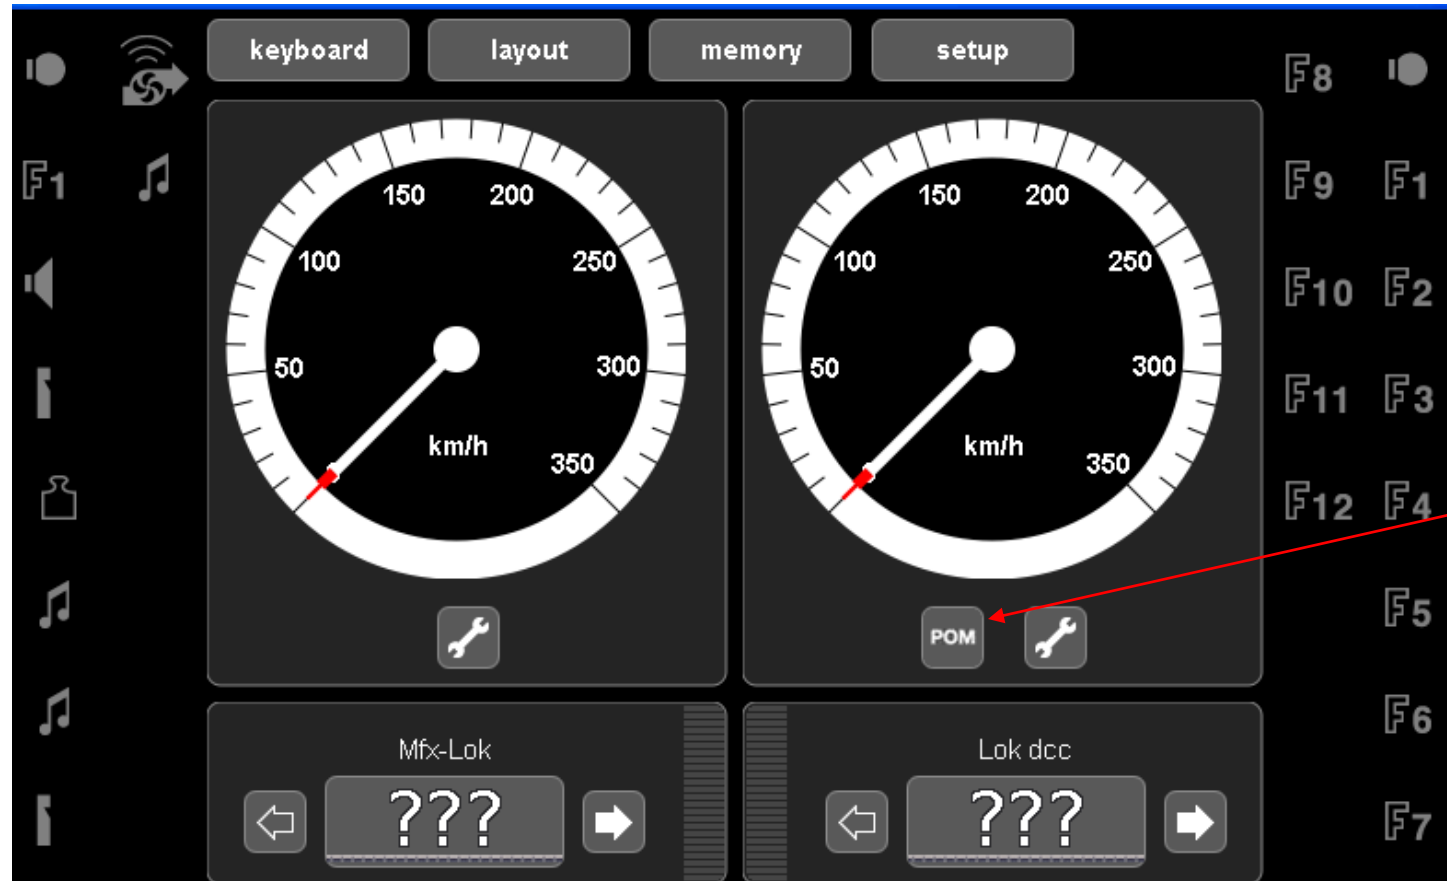 keyboard layout memory setup
F8
F1 F9 F1
150 200 150 200
100 250 100 250
F10 F2
50 300 50 300
F11 F3
km/h 350 km/h 350
F12 F4
F5
POM
F6
Mfx-Lok Lok dcc
??? ???
F7